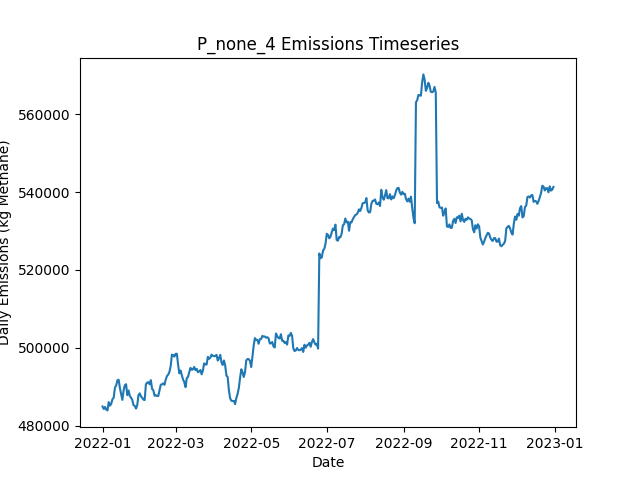 P_none_4 Emissions Timeseries
Daily Emissions (kg Methane)
560000
540000
520000
500000
480000
2022-01 2022-03 2022-05 2022-07 2022-09 2022-11 2023-01
Date